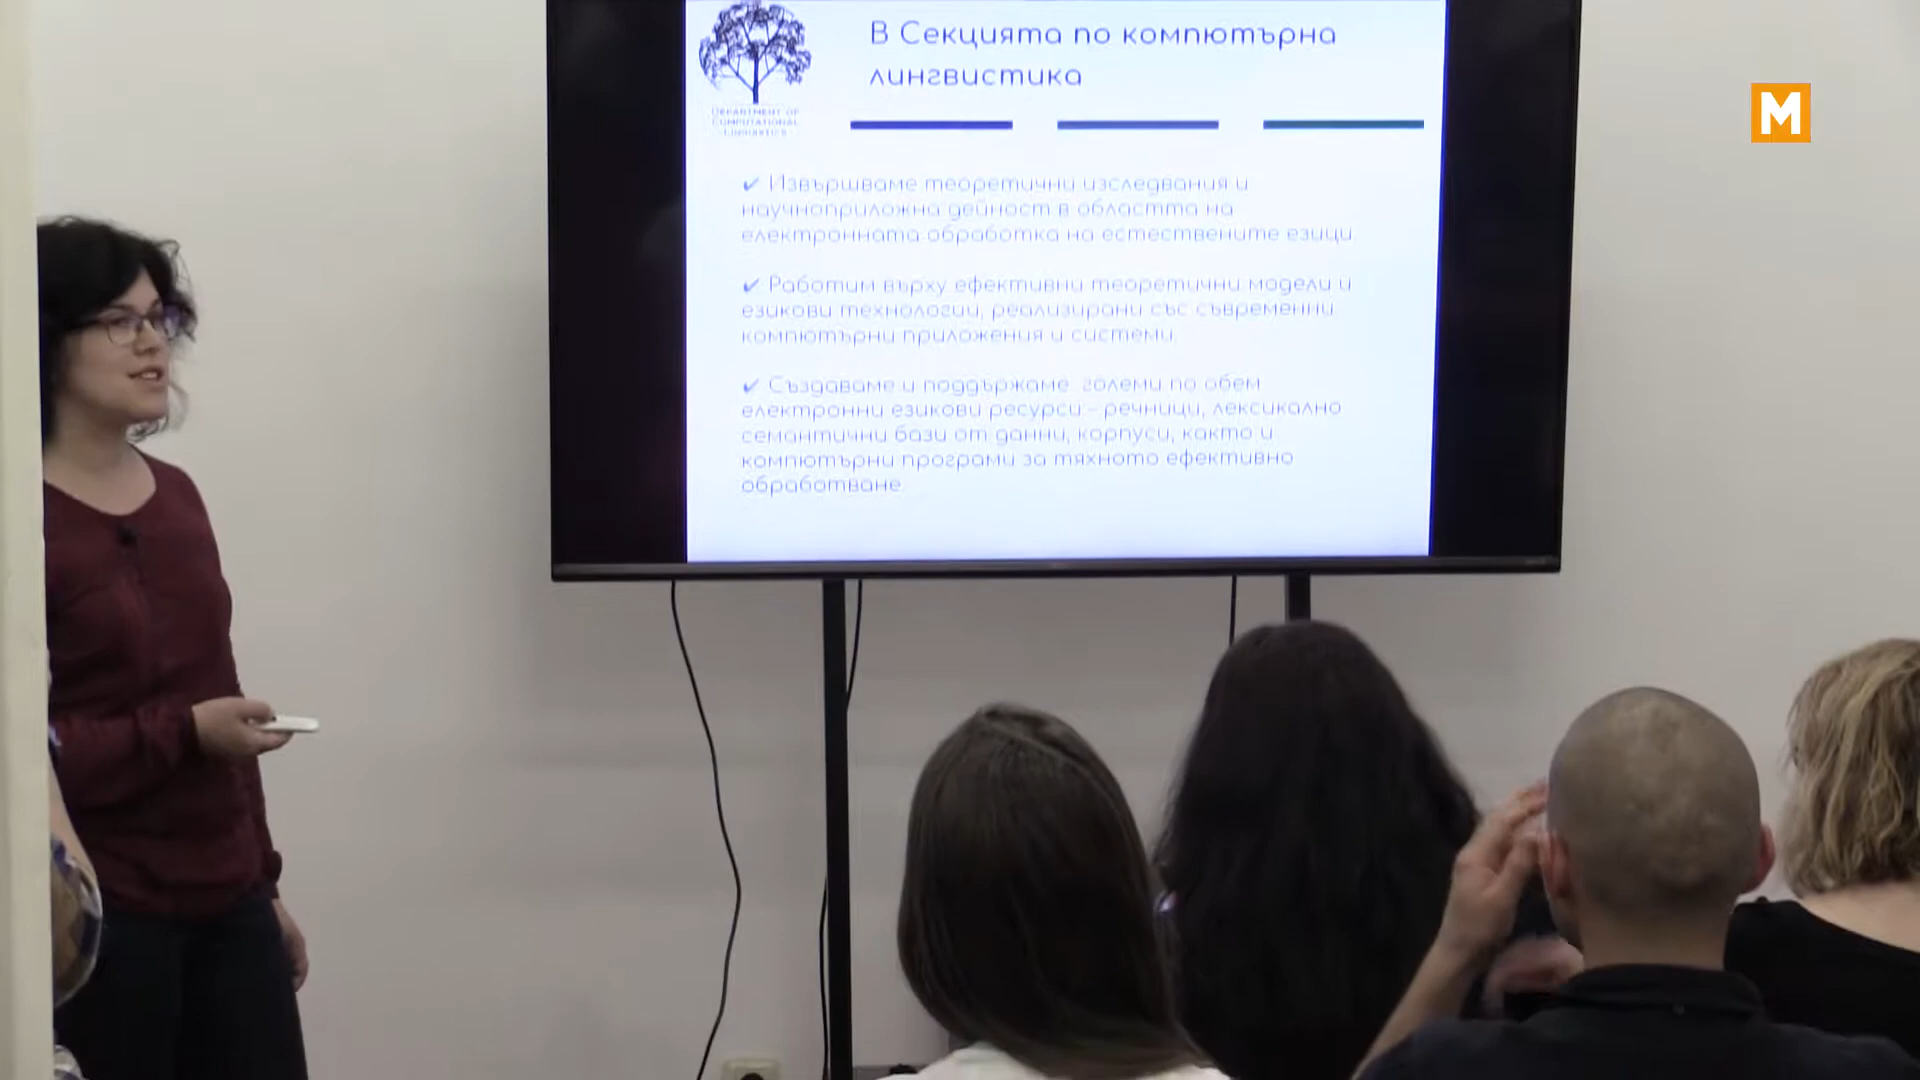 В Секцията по компютърна
лингвистика
DEPARTMENT OF
COMPUTATIONAL
LINGUISTICS
✔ Извършваме теоретични изследвания и
научноприложна дейност в областта на
електронната обработка на естествените езици.
✔ Работим върху ефективни теоретични модели и
езикови технологии, реализирани със съвременни
компютърни приложения и системи.
✔ Създаваме и поддържаме големи по обем
електронни езикови ресурси – речници, лексикално
семантични бази от данни, корпуси, както и
компютърни програми за тяхното ефективно
обработване.
M